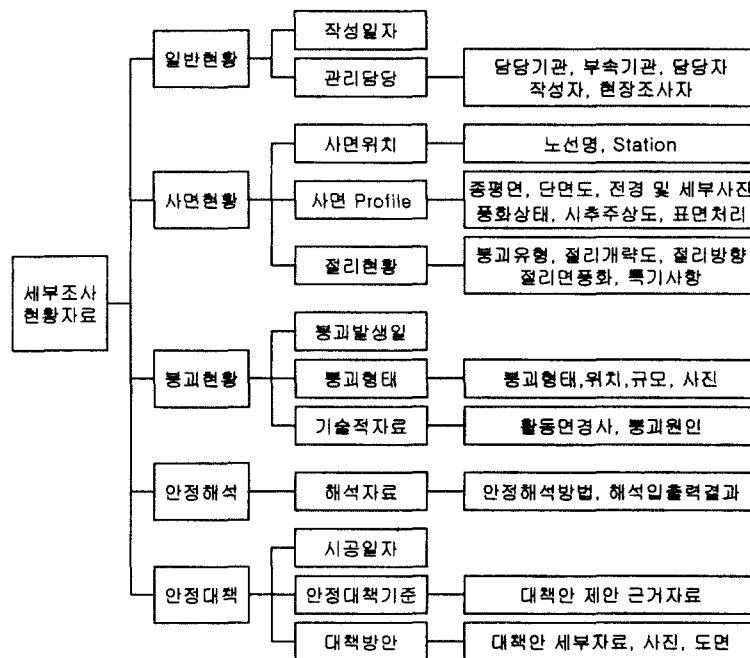 작성일자
일반현황
관리담당
담당기관, 부속기관, 담당자
작성자, 현장조사자
사면위치
노선명, Station
사면현황
사면 Profile
종평면, 단면도, 전경 및 세부사진
풍화상태, 시추주상도, 표면처리
절리현황
붕괴유형, 절리개략도, 절리방향
절리면풍화, 특기사항
세부조사
현황자료
붕괴발생일
붕괴현황
붕괴형태
붕괴형태,위치,규모, 사진
기술적자료
활동면경사, 붕괴원인
안정해석
해석자료
안정해석방법, 해석입출력결과
시공일자
안정대책
안정대책기준
대책안 제안 근거자료
대책방안
대책안 세부자료, 사진, 도면